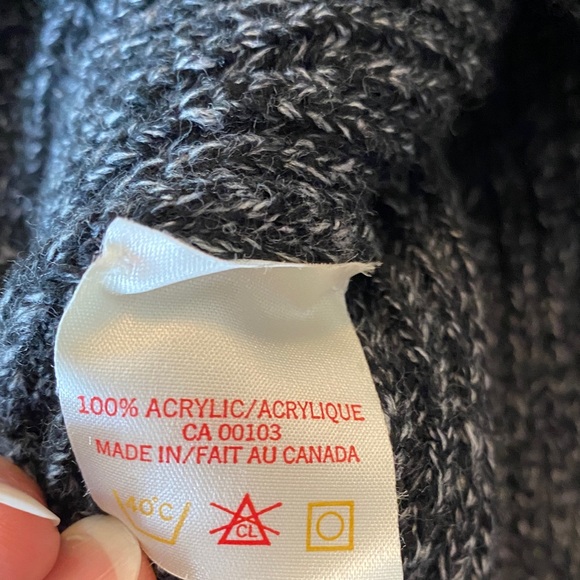 100% ACRYLIC/ACRYLIQUE
CA 00103
MADE IN/FAIT AU CANADA
40°C CL